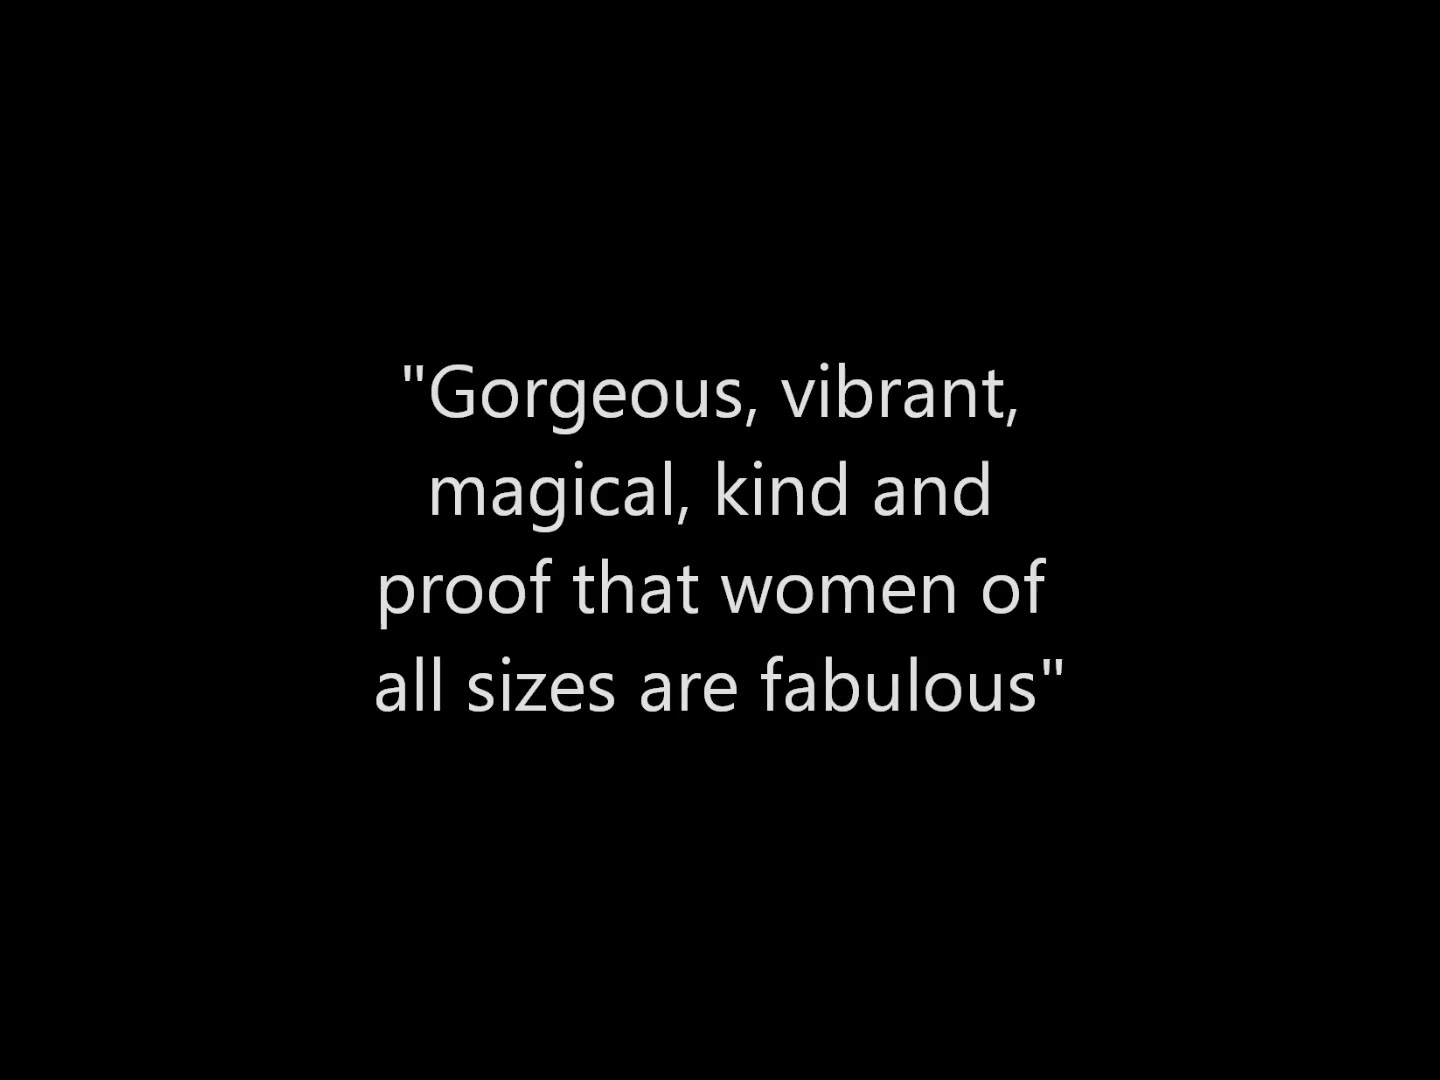 "Gorgeous, vibrant,
magical, kind and
proof that women of
all sizes are fabulous"